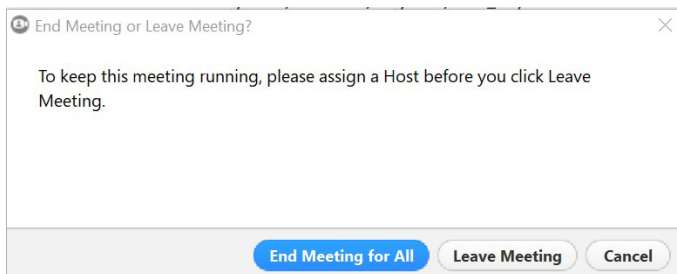 End Meeting or Leave Meeting?
To keep this meeting running, please assign a Host before you click Leave
Meeting.
End Meeting for All Leave Meeting Cancel